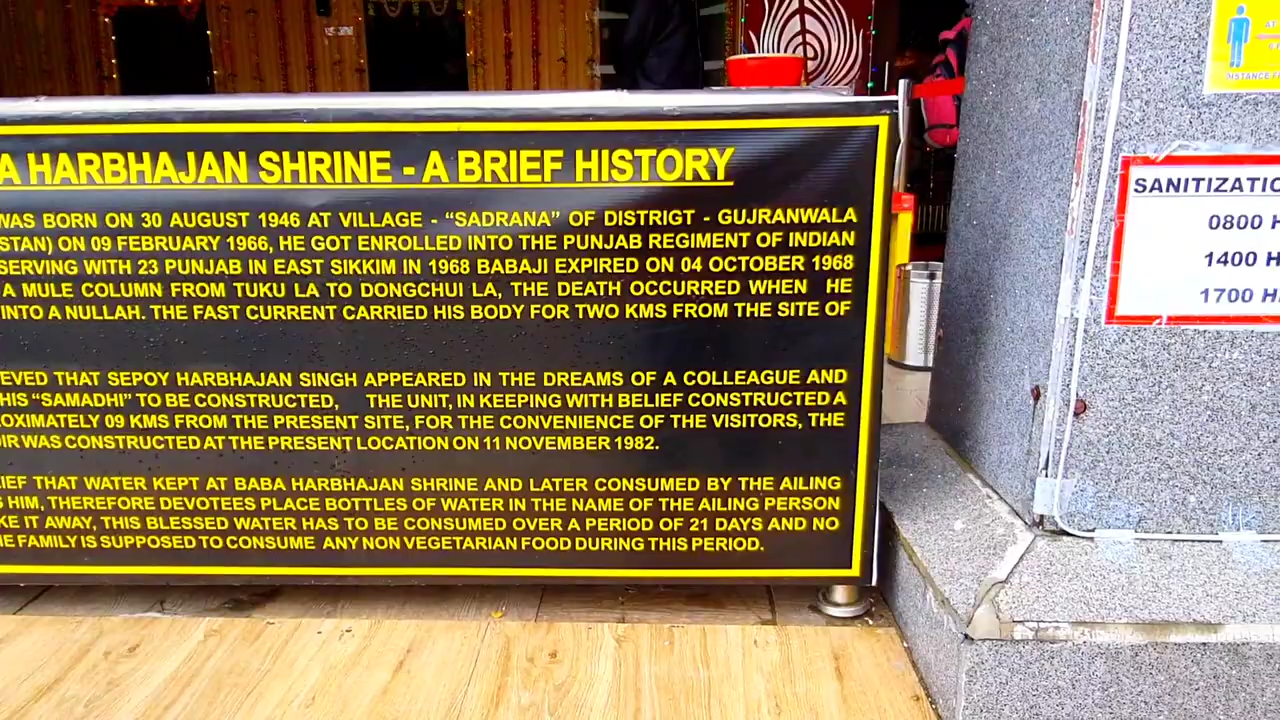 A HARBHAJAN SHRINE - A BRIEF HISTORY
WAS BORN ON 30 AUGUST 1946 AT VILLAGE - “SADRANA” OF DISTRIGT - GUJRANWALA
STAN) ON 09 FEBRUARY 1966, HE GOT ENROLLED INTO THE PUNJAB REGIMENT OF INDIAN
SERVING WITH 23 PUNJAB IN EAST SIKKIM IN 1968 BABAJI EXPIRED ON 04 OCTOBER 1968
A MULE COLUMN FROM TUKU LA TO DONGCHUI LA, THE DEATH OCCURRED WHEN HE
INTO A NULLAH. THE FAST CURRENT CARRIED HIS BODY FOR TWO KMS FROM THE SITE OF
EVED THAT SEPOY HARBHAJAN SINGH APPEARED IN THE DREAMS OF A COLLEAGUE AND
HIS “SAMADHI” TO BE CONSTRUCTED, THE UNIT, IN KEEPING WITH BELIEF CONSTRUCTED A
OXIMATELY 09 KMS FROM THE PRESENT SITE, FOR THE CONVENIENCE OF THE VISITORS, THE
DIR WAS CONSTRUCTED AT THE PRESENT LOCATION ON 11 NOVEMBER 1982.
IEF THAT WATER KEPT AT BABA HARBHAJAN SHRINE AND LATER CONSUMED BY THE AILING
S HIM, THEREFORE DEVOTEES PLACE BOTTLES OF WATER IN THE NAME OF THE AILING PERSON
KE IT AWAY, THIS BLESSED WATER HAS TO BE CONSUMED OVER A PERIOD OF 21 DAYS AND NO
HE FAMILY IS SUPPOSED TO CONSUME ANY NON VEGETARIAN FOOD DURING THIS PERIOD.
AT
NSTANCE
SANITIZATIO
0800 H
1400 H
1700 H